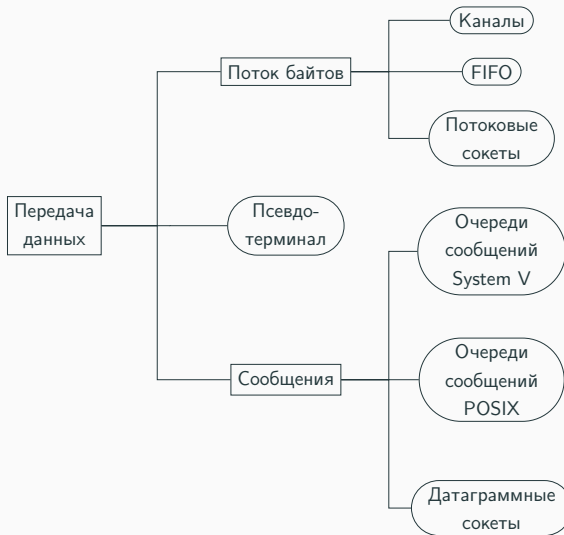 Каналы
Поток байтов
FIFO
Потоковые
сокеты
Передача
данных
Псевдо-
терминал
Очереди
сообщений
System V
Сообщения
Очереди
сообщений
POSIX
Датаграммные
сокеты